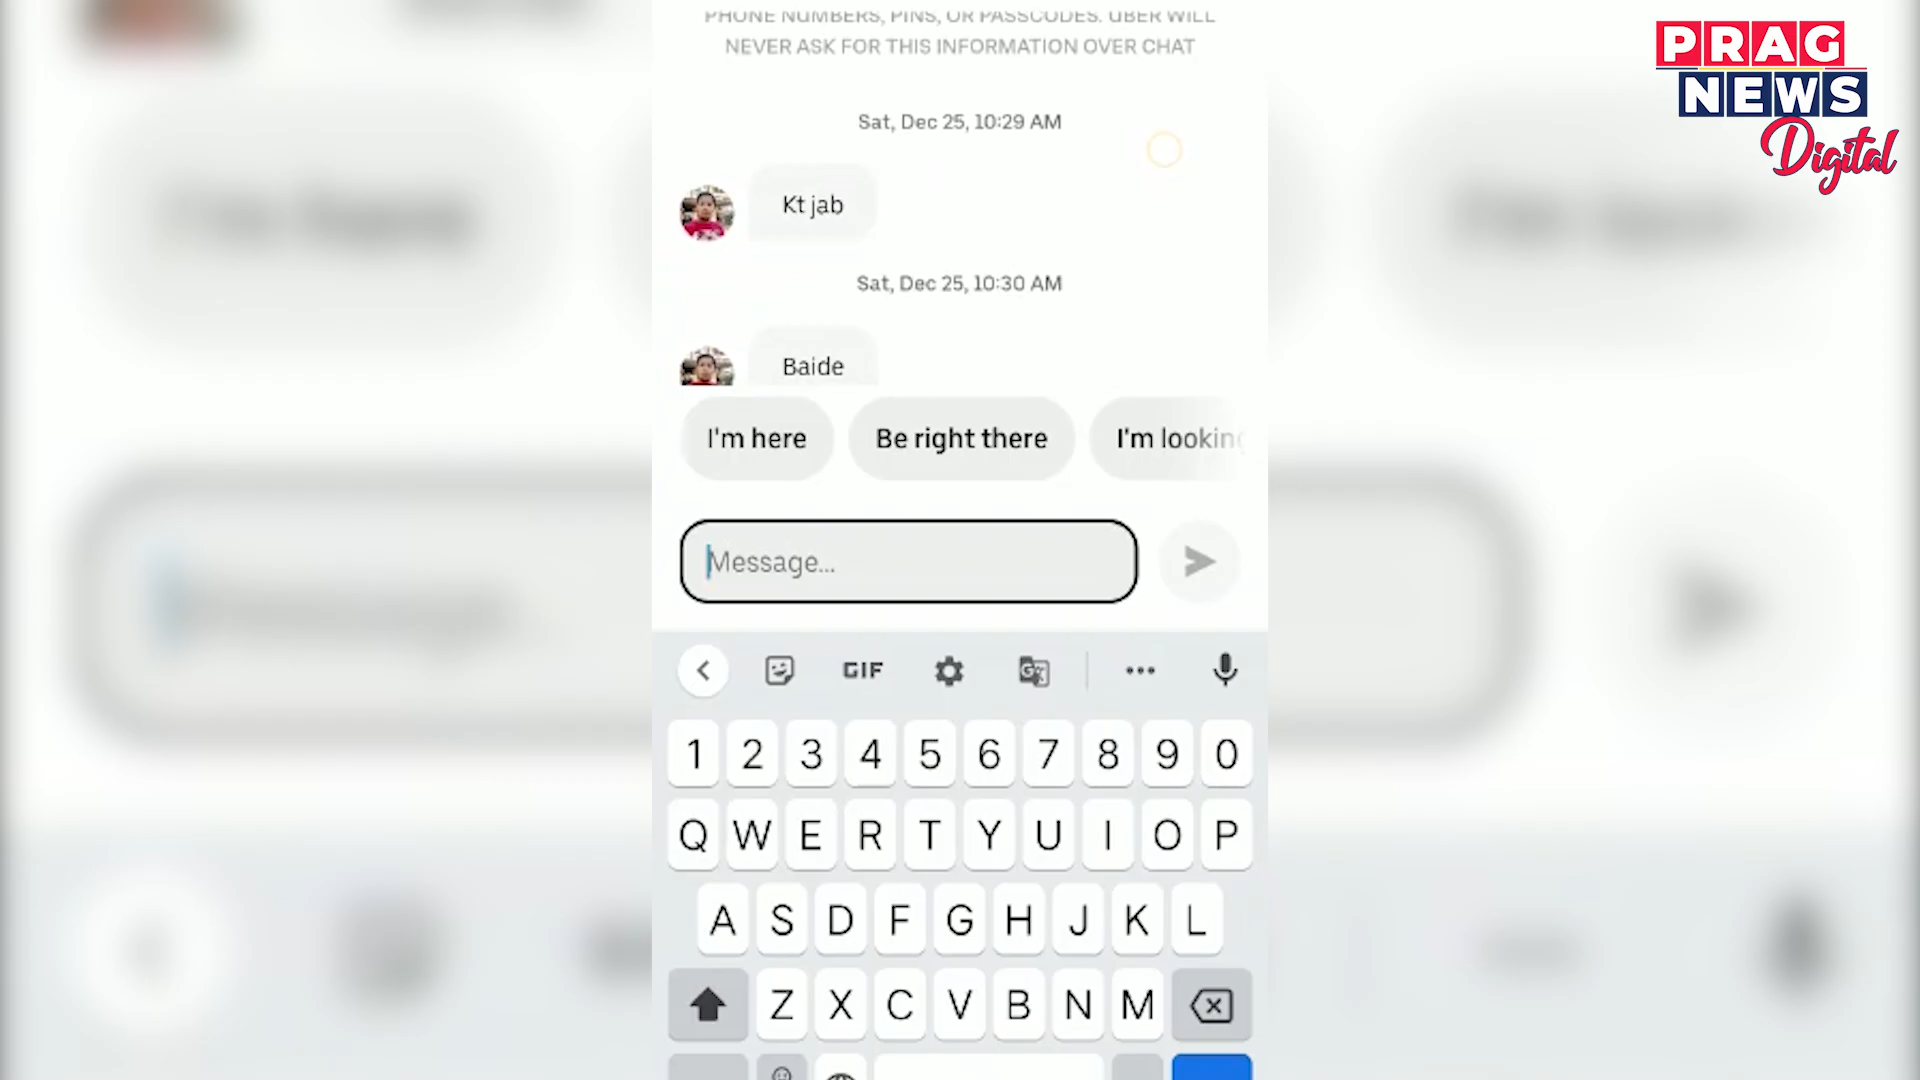 PHONE NUMBERS, PINS, OR PASSCODES. UBER WILL
NEVER ASK FOR THIS INFORMATION OVER CHAT
PRAG
NEWS
Digital
Sat, Dec 25, 10:29 AM
Kt jab
Sat, Dec 25, 10:30 AM
Baide
I'm here
Be right there
I'm looking
Message...
GIF
1 2 3 4 5 6 7 8 9 0
Q W E R T Y U I O P
A S D F G H J K L
Z X C V B N M